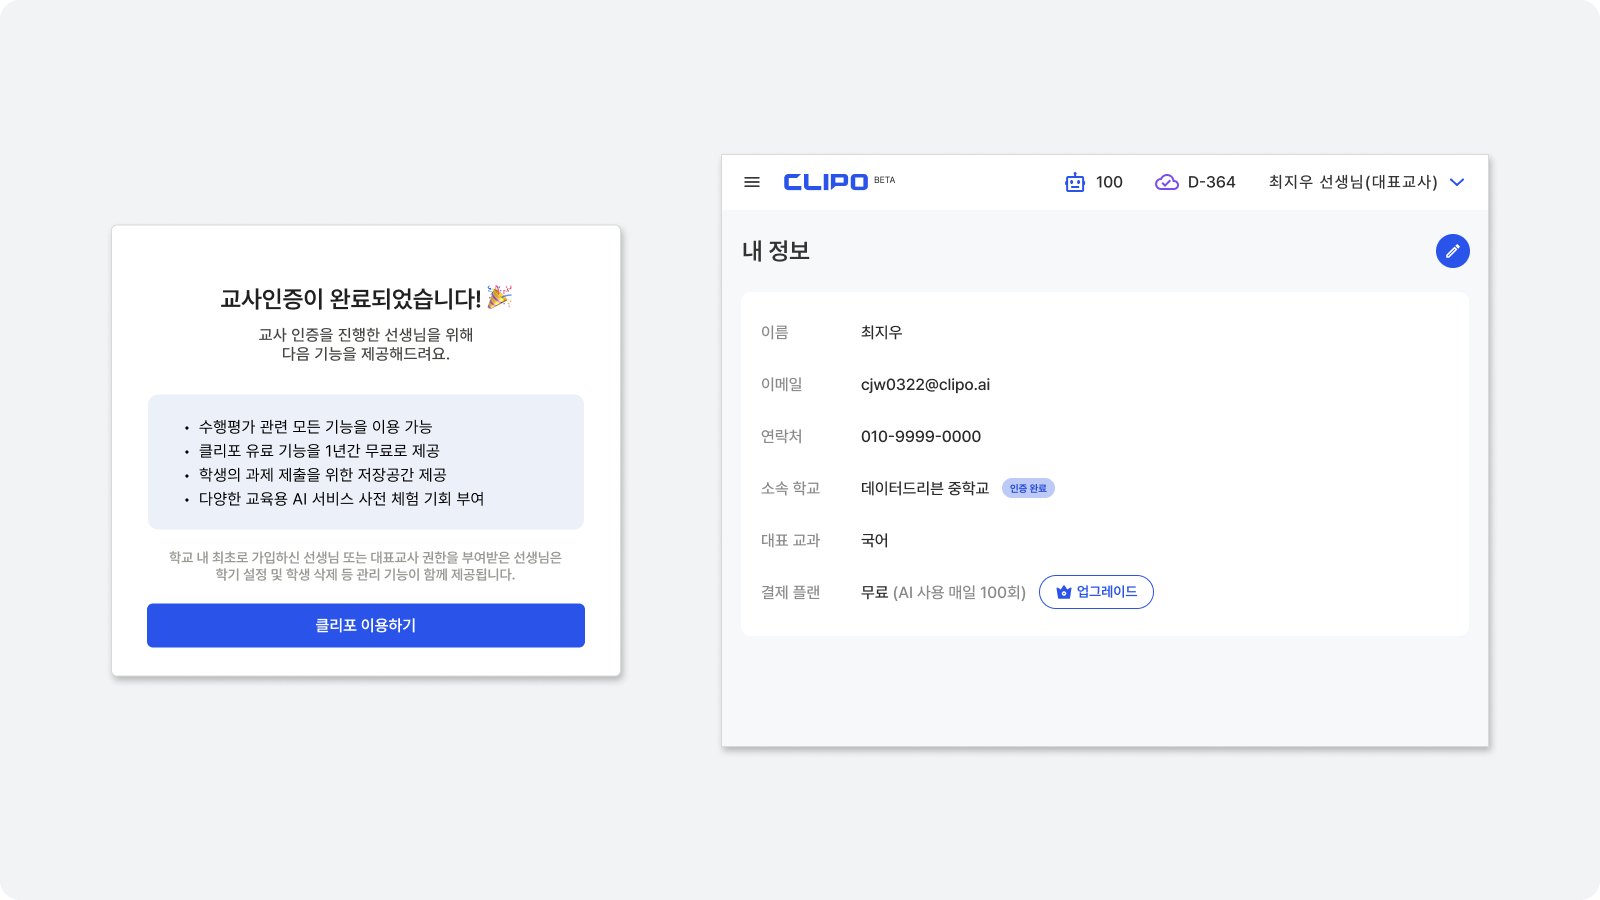 교사인증이 완료되었습니다! 🎉
교사 인증을 진행한 선생님을 위해
다음 기능을 제공해드려요.
• 수행평가 관련 모든 기능을 이용 가능
• 클리포 유료 기능을 1년간 무료로 제공
• 학생의 과제 제출을 위한 저장공간 제공
• 다양한 교육용 AI 서비스 사전 체험 기회 부여
학교 내 최초로 가입하신 선생님 또는 대표교사 권한을 부여받은 선생님은
학기 설정 및 학생 삭제 등 관리 기능이 함께 제공됩니다.
클리포 이용하기
CLIPO BETA 100 D-364 최지우 선생님(대표교사)
내 정보
이름 최지우
이메일 cjw0322@clipo.ai
연락처 010-9999-0000
소속 학교 데이터드리븐 중학교 인증 완료
대표 교과 국어
결제 플랜 무료 (AI 사용 매일 100회) 업그레이드